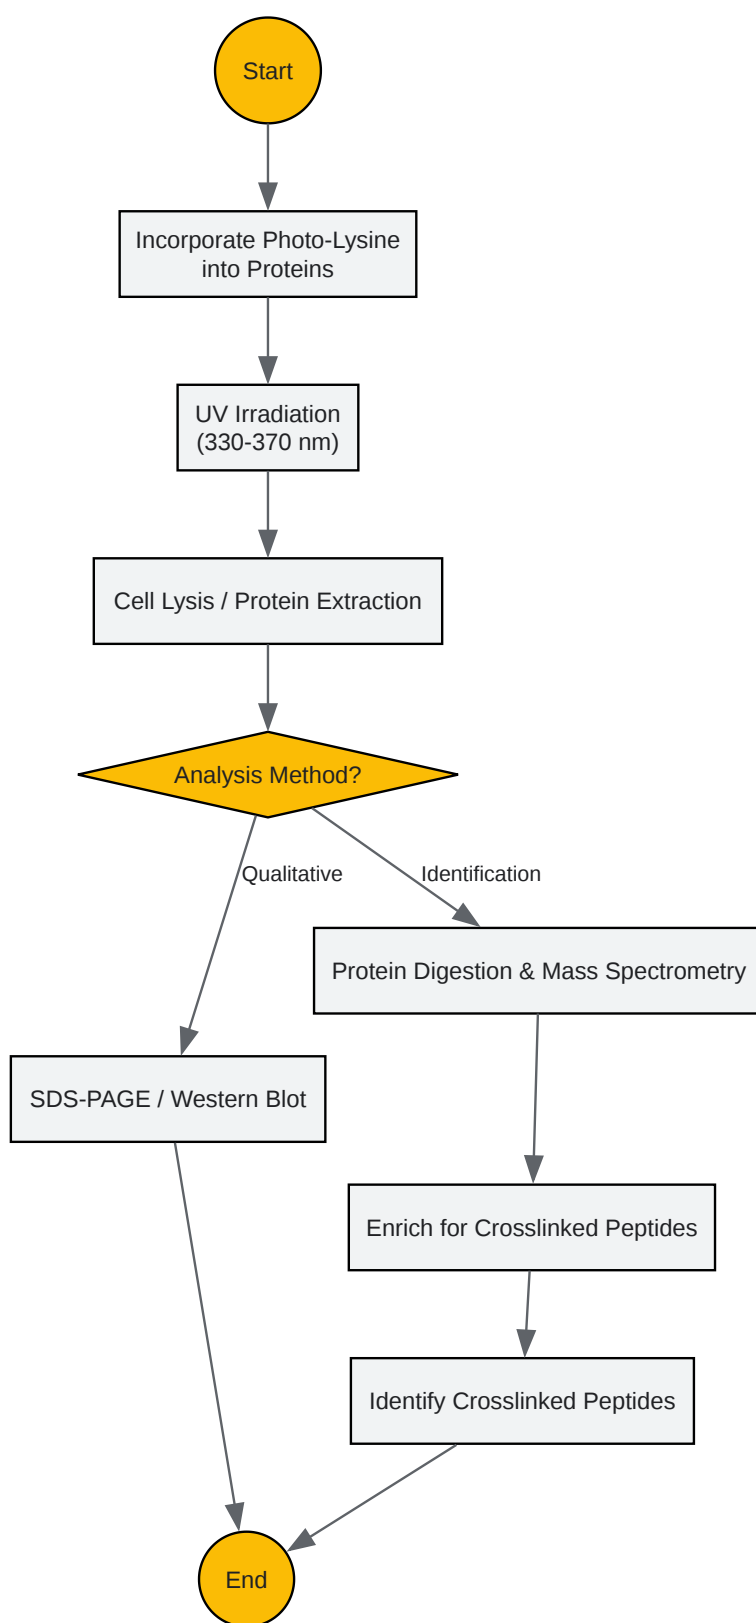 Start
Incorporate Photo-Lysine
into Proteins
UV Irradiation
(330-370 nm)
Cell Lysis / Protein Extraction
Analysis Method?
Qualitative
Identification
Protein Digestion & Mass Spectrometry
SDS-PAGE / Western Blot
Enrich for Crosslinked Peptides
Identify Crosslinked Peptides
End